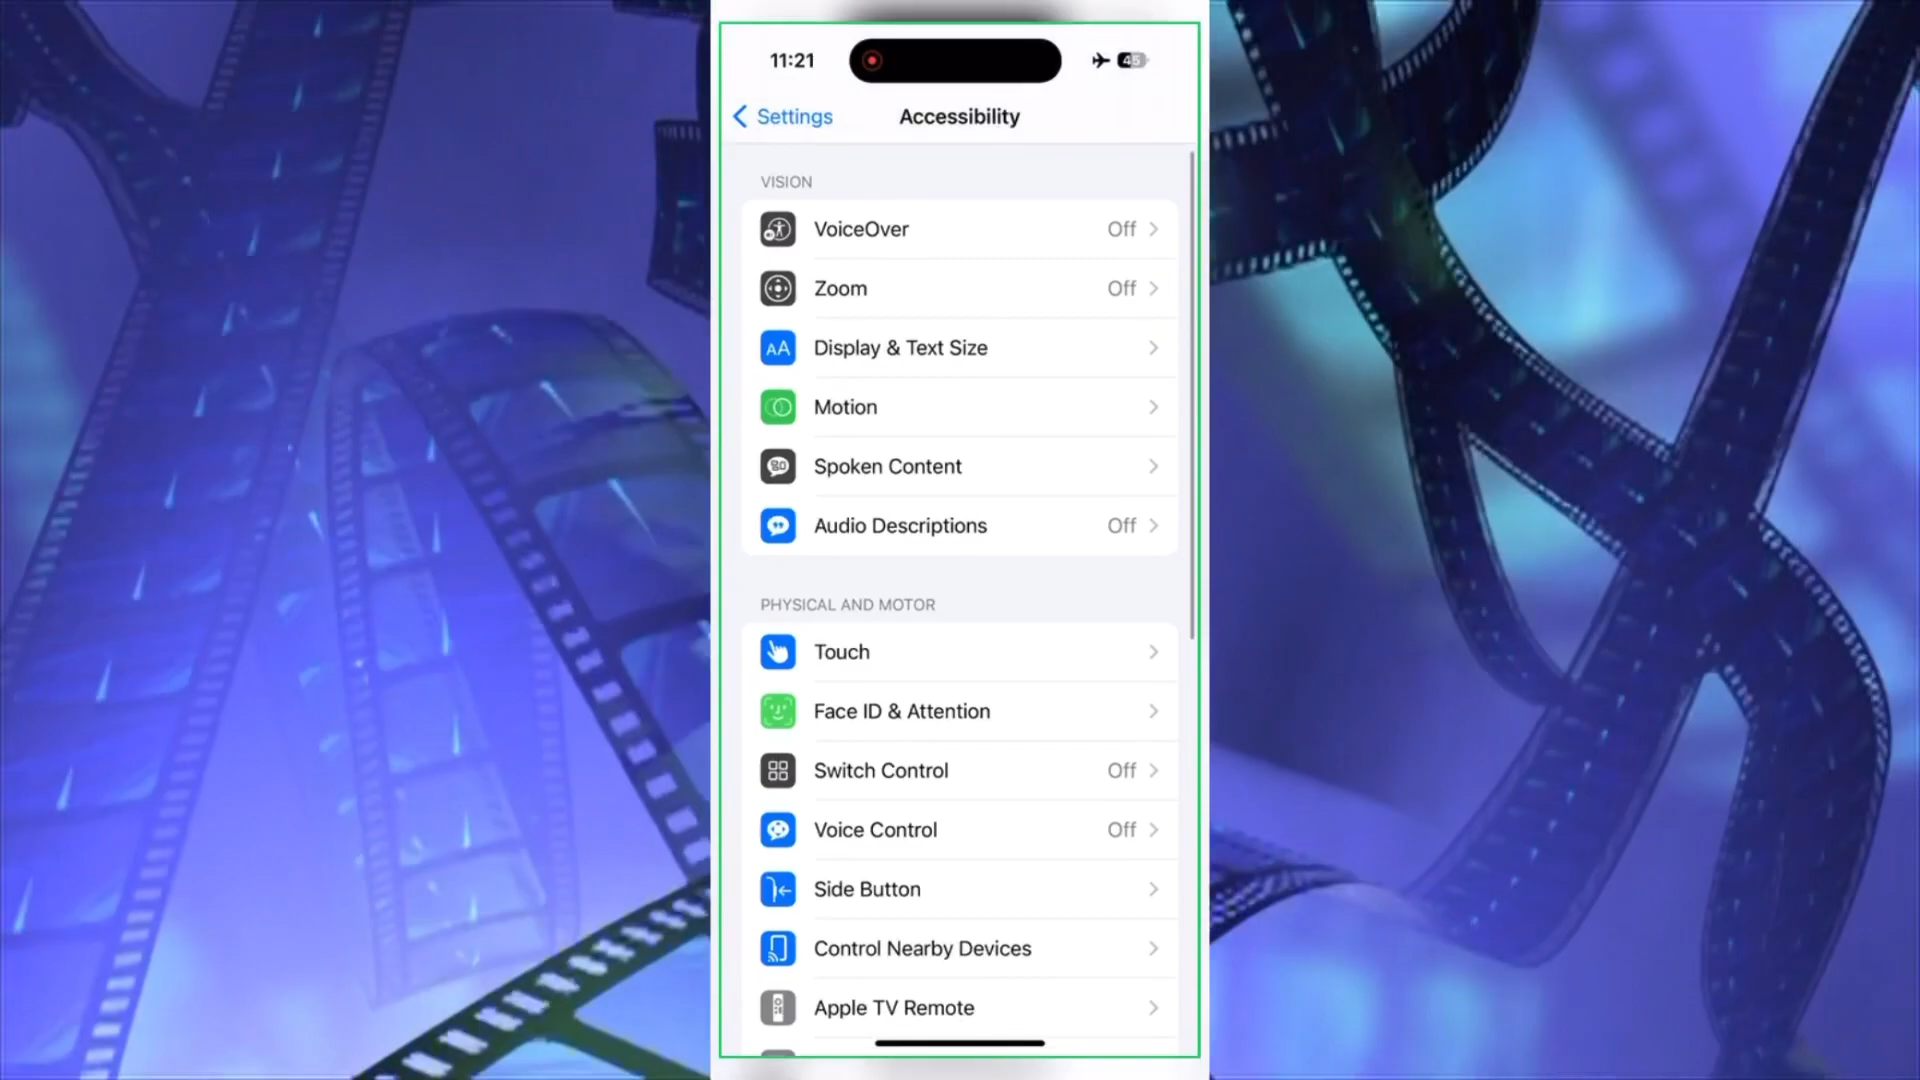 11:21
45
Settings
Accessibility
VISION
VoiceOver Off
Zoom Off
AA Display & Text Size
Motion
Spoken Content
Audio Descriptions Off
PHYSICAL AND MOTOR
Touch
Face ID & Attention
Switch Control Off
Voice Control Off
Side Button
Control Nearby Devices
Apple TV Remote